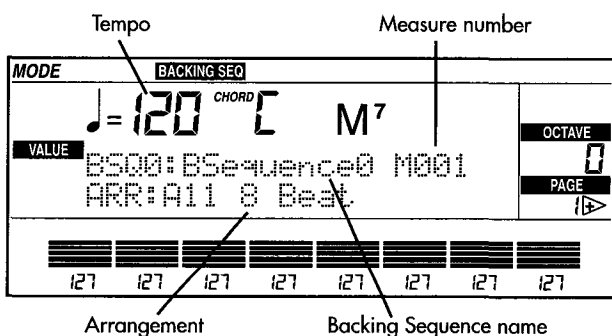 Tempo Measure number
MODE BACKING SEQ
♩=120 CHORD C M7
OCTAVE
VALUE 0
BSQ0:BSequence0 M001
PAGE
ARR:A11 8 Beat 1+
127 127 127 127 127 127 127 127
Arrangement Backing Sequence name